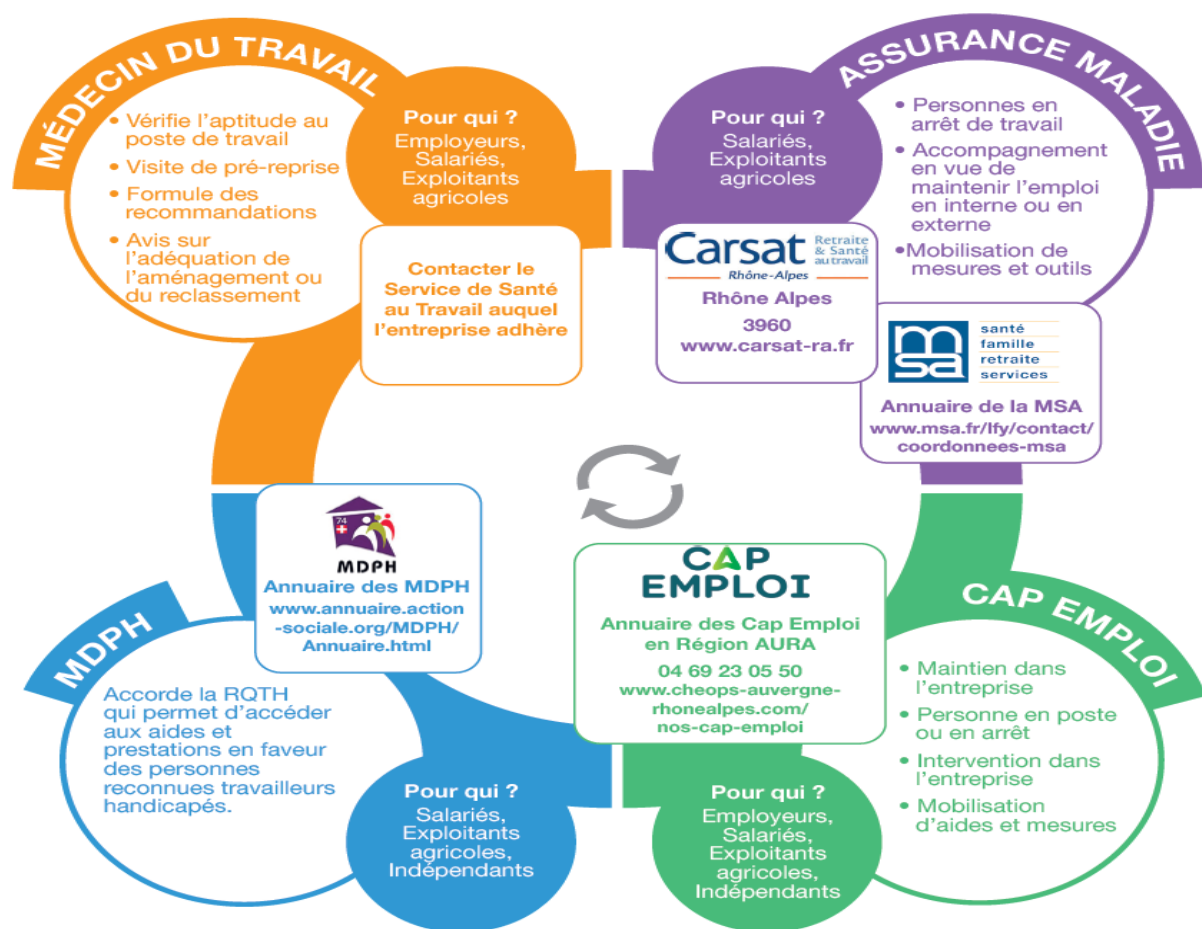 MÉDECIN DU TRAVAIL
• Vérifie l'aptitude au
poste de travail
• Visite de pré-reprise
• Formule des
recommandations
• Avis sur
l'adéquation de
l'aménagement ou
du reclassement
Pour qui ?
Employeurs,
Salariés,
Exploitants
agricoles
Contacter le
Service de Santé
au Travail auquel
l'entreprise adhère
ASSURANCE MALADIE
Pour qui ?
Salariés,
Exploitants
agricoles
• Personnes en
arrêt de travail
• Accompagnement
en vue de
maintenir l'emploi
en interne ou en
externe
•Mobilisation de
mesures et outils
Carsat
Retraite
& Santé
au travail
Rhône-Alpes
Rhône Alpes
3960
www.carsat-ra.fr
msa
santé
famille
retraite
services
Annuaire de la MSA
www.msa.fr/lfy/contact/
coordonnees-msa
MDPH
74
MDPH
Annuaire des MDPH
www.annuaire.action
-sociale.org/MDPH/
Annuaire.html
Accorde la RQTH
qui permet d'accéder
aux aides et
prestations en faveur
des personnes
reconnues travailleurs
handicapés.
Pour qui ?
Salariés,
Exploitants
agricoles,
Indépendants
CAP EMPLOI
CAP
EMPLOI
Annuaire des Cap Emploi
en Région AURA
04 69 23 05 50
www.cheops-auvergne-
rhonealpes.com/
nos-cap-emploi
• Maintien dans
l'entreprise
• Personne en poste
ou en arrêt
• Intervention dans
l'entreprise
• Mobilisation
d'aides et mesures
Pour qui ?
Employeurs,
Salariés,
Exploitants
agricoles,
Indépendants